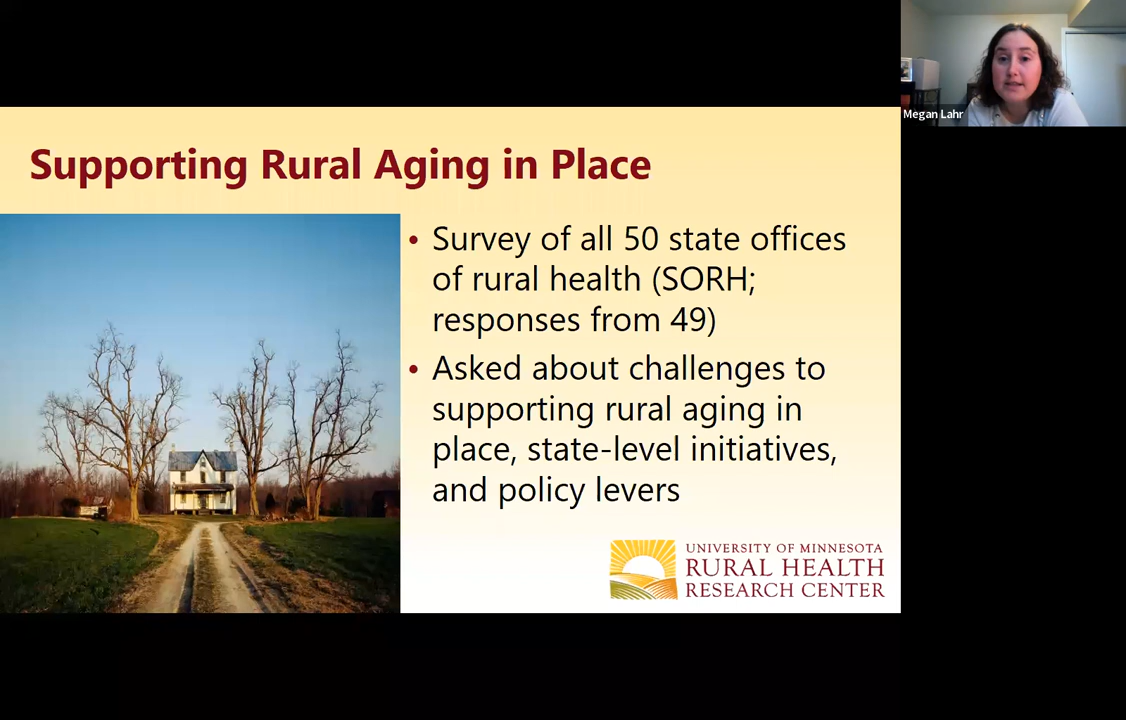 Megan Lahr
Supporting Rural Aging in Place
• Survey of all 50 state offices
of rural health (SORH;
responses from 49)
• Asked about challenges to
supporting rural aging in
place, state-level initiatives,
and policy levers
UNIVERSITY OF MINNESOTA
RURAL HEALTH
RESEARCH CENTER